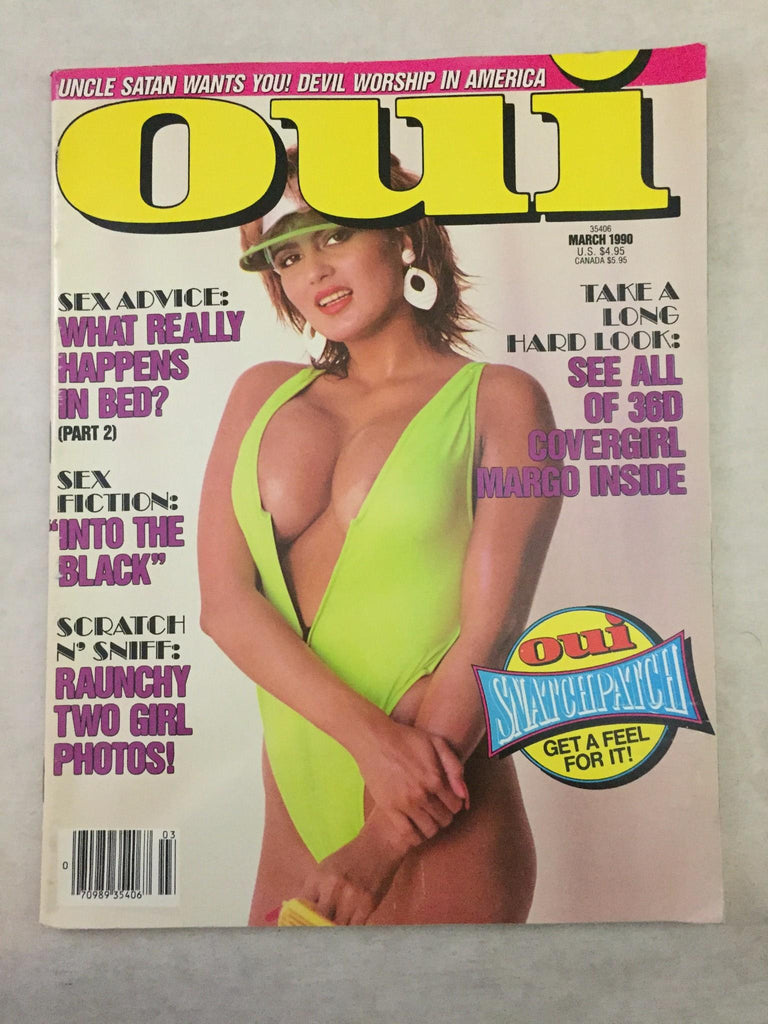 UNCLE SATAN WANTS YOU! DEVIL WORSHIP IN AMERICA
oui
35406
MARCH 1990
U.S. $4.95
CANADA $5.95
SEX ADVICE:
WHAT REALLY
HAPPENS
IN BED?
(PART 2)
SEX
FICTION:
"INTO THE
BLACK"
SCRATCH
N' SNIFF:
RAUNCHY
TWO GIRL
PHOTOS!
TAKE A
LONG
HARD LOOK:
SEE ALL
OF 36D
COVERGIRL
MARGO INSIDE
oui
SNATCHPATCH
GET A FEEL
FOR IT!
03
0 70989 35406